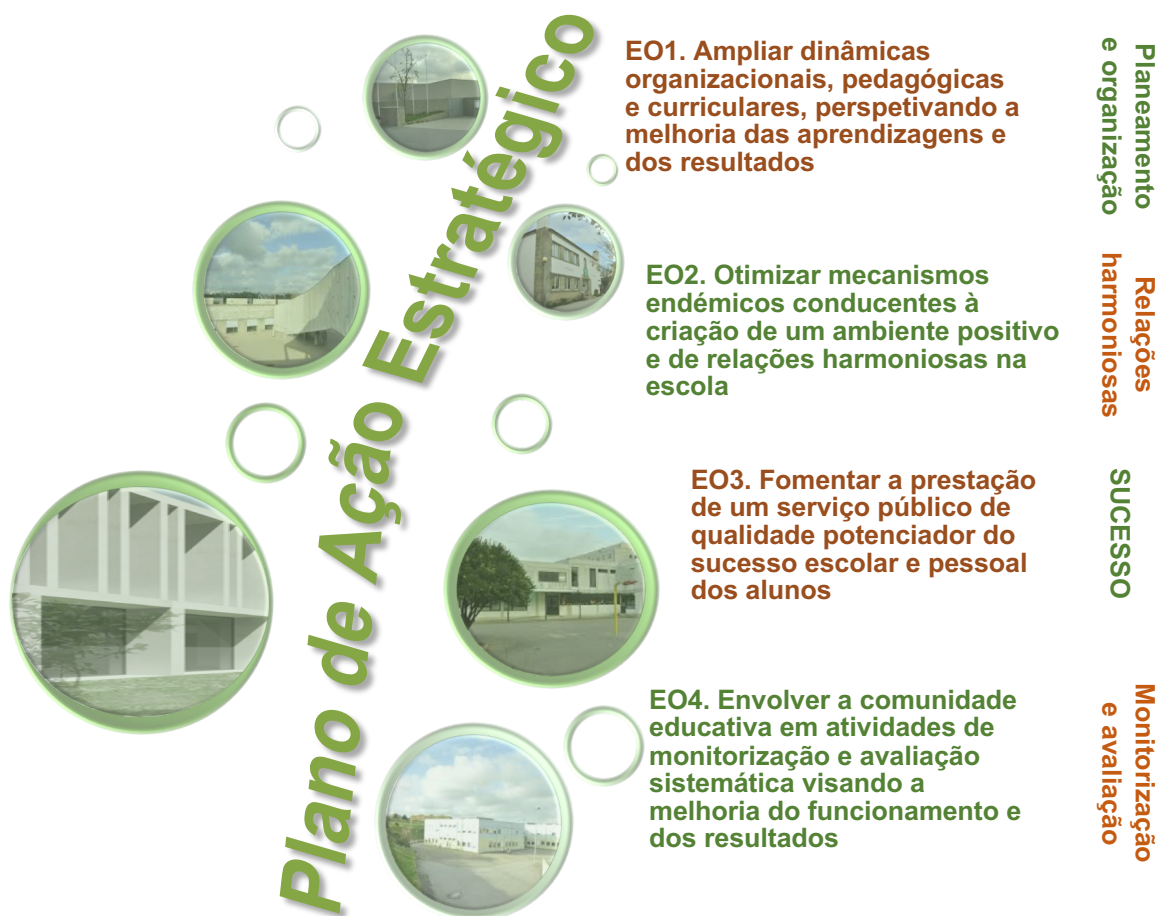 Plano de Ação Estratégico
EO1. Ampliar dinâmicas
organizacionais, pedagógicas
e curriculares, perspetivando a
melhoria das aprendizagens e
dos resultados
Planeamento
e organização
EO2. Otimizar mecanismos
endémicos conducentes à
criação de um ambiente positivo
e de relações harmoniosas na
escola
Relações
harmoniosas
EO3. Fomentar a prestação
de um serviço público de
qualidade potenciador do
sucesso escolar e pessoal
dos alunos
SUCESSO
EO4. Envolver a comunidade
educativa em atividades de
monitorização e avaliação
sistemática visando a
melhoria do funcionamento e
dos resultados
Monitorização
e avaliação